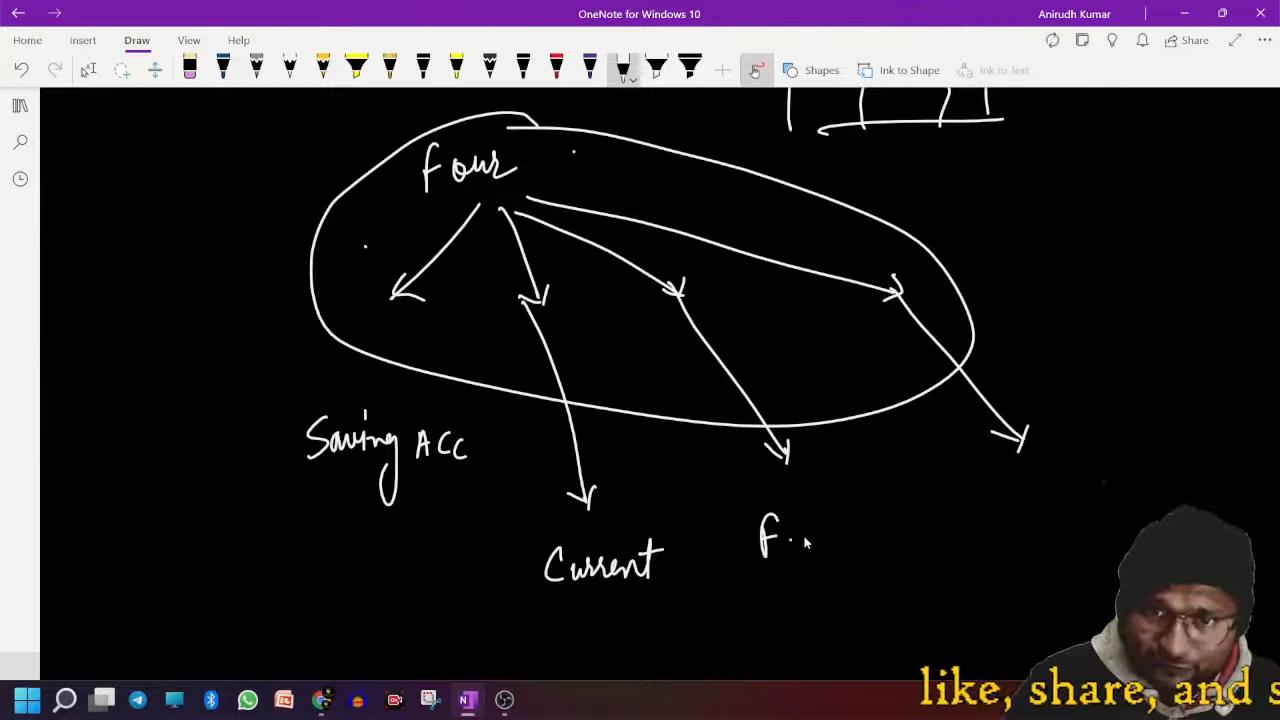 OneNote for Windows 10
Anirudh Kumar
Home Insert Draw View Help
Share
Shapes Ink to Shape Ink to Text
Four
Saving ACC
Current
F.
like, share, and s